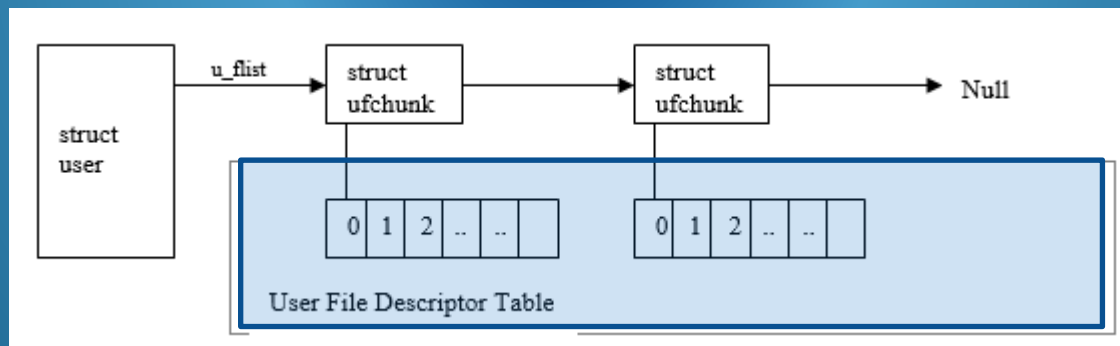 u_flist
struct
ufchunk
struct
ufchunk
Null
struct
user
0 1 2 .. ..
0 1 2 .. ..
User File Descriptor Table